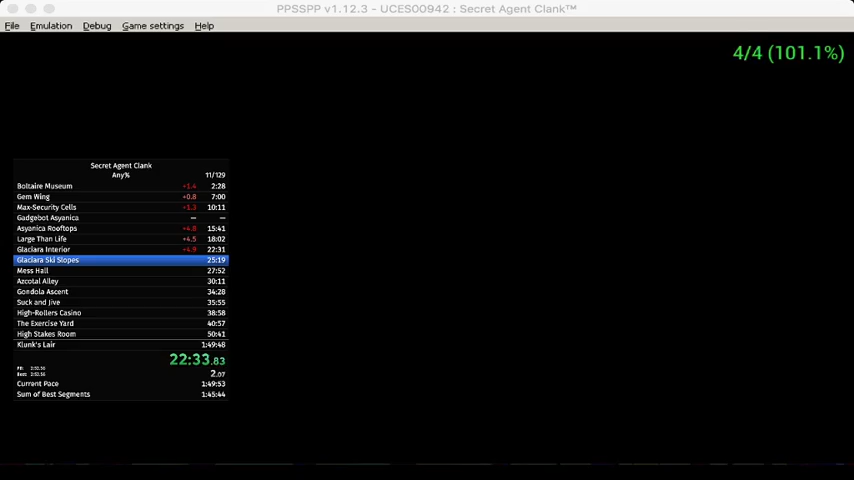 PPSSPP v1.12.3 - UCES00942 : Secret Agent Clank™
File Emulation Debug Game settings Help
4/4 (101.1%)
Secret Agent Clank
Any% 11/129
Boltaire Museum +1.4 2:28
Gem Wing +0.8 7:00
Max-Security Cells +1.3 10:11
Gadgebot Asyanica — —
Asyanica Rooftops +4.8 15:41
Large Than Life +4.5 18:02
Glaciara Interior +4.9 22:31
Glaciara Ski Slopes 25:19
Mess Hall 27:52
Azcotal Alley 30:11
Gondola Ascent 34:28
Suck and Jive 35:55
High-Rollers Casino 38:58
The Exercise Yard 40:57
High Stakes Room 50:41
Klunk's Lair 1:49:48
22:33.83
2.07
Current Pace 1:49:53
Sum of Best Segments 1:45:44